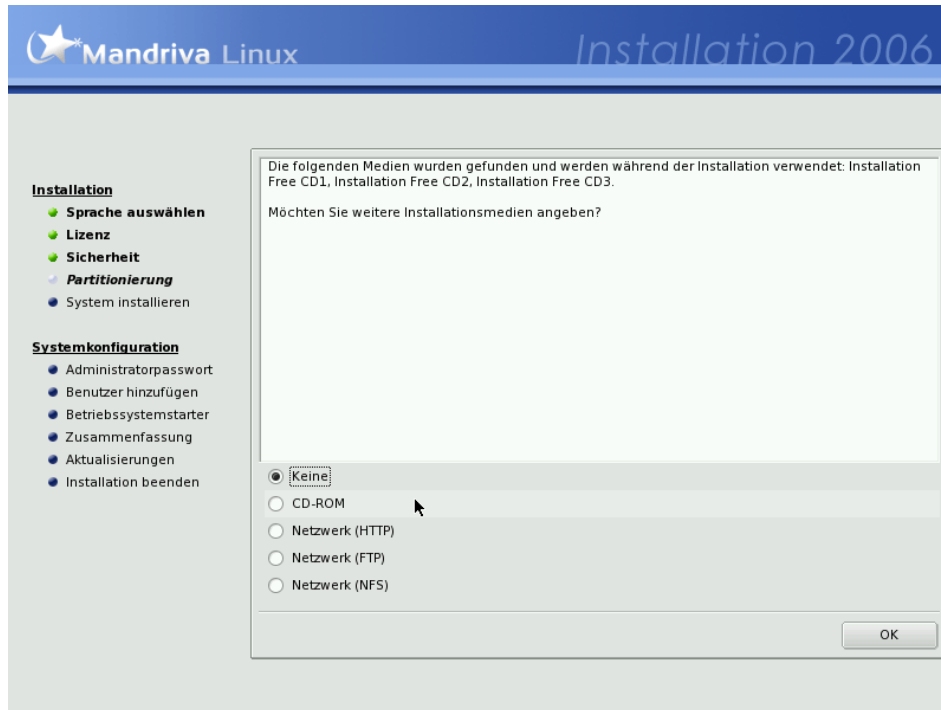 Mandriva Linux
Installation 2006
Installation
Sprache auswählen
Lizenz
Sicherheit
Partitionierung
System installieren
Systemkonfiguration
Administratorpasswort
Benutzer hinzufügen
Betriebssystemstarter
Zusammenfassung
Aktualisierungen
Installation beenden
Die folgenden Medien wurden gefunden und werden während der Installation verwendet: Installation
Free CD1, Installation Free CD2, Installation Free CD3.
Möchten Sie weitere Installationsmedien angeben?
Keine
CD-ROM
Netzwerk (HTTP)
Netzwerk (FTP)
Netzwerk (NFS)
OK